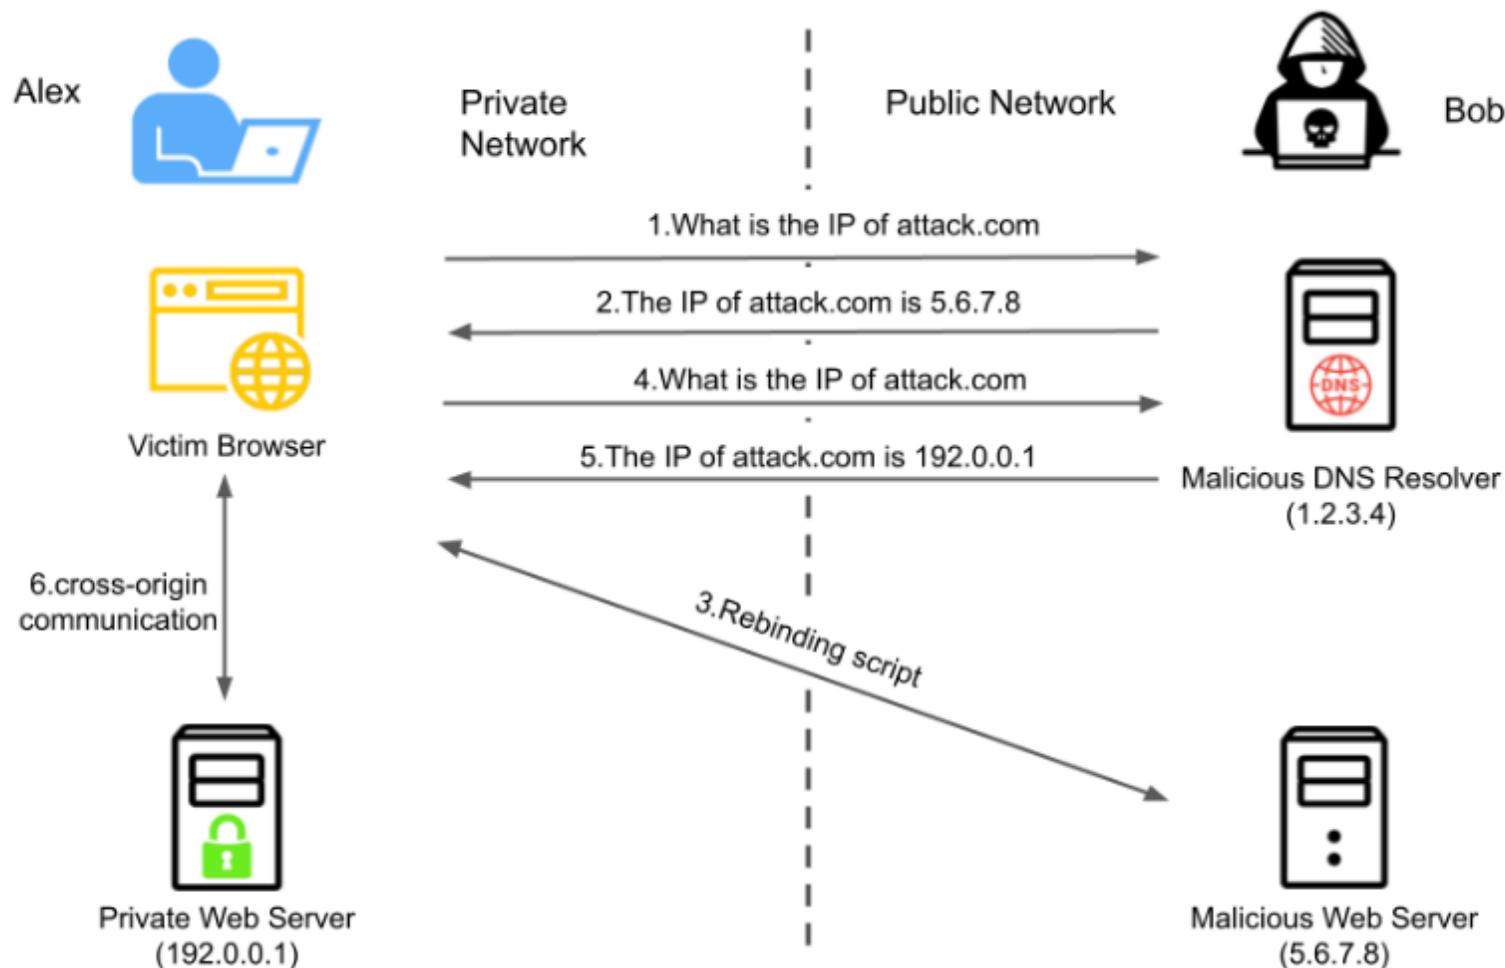 Alex
Private
Network
Public Network
Bob
1.What is the IP of attack.com
2.The IP of attack.com is 5.6.7.8
4.What is the IP of attack.com
5.The IP of attack.com is 192.0.0.1
DNS
Victim Browser
Malicious DNS Resolver
(1.2.3.4)
6.cross-origin
communication
3.Rebinding script
Private Web Server
(192.0.0.1)
Malicious Web Server
(5.6.7.8)